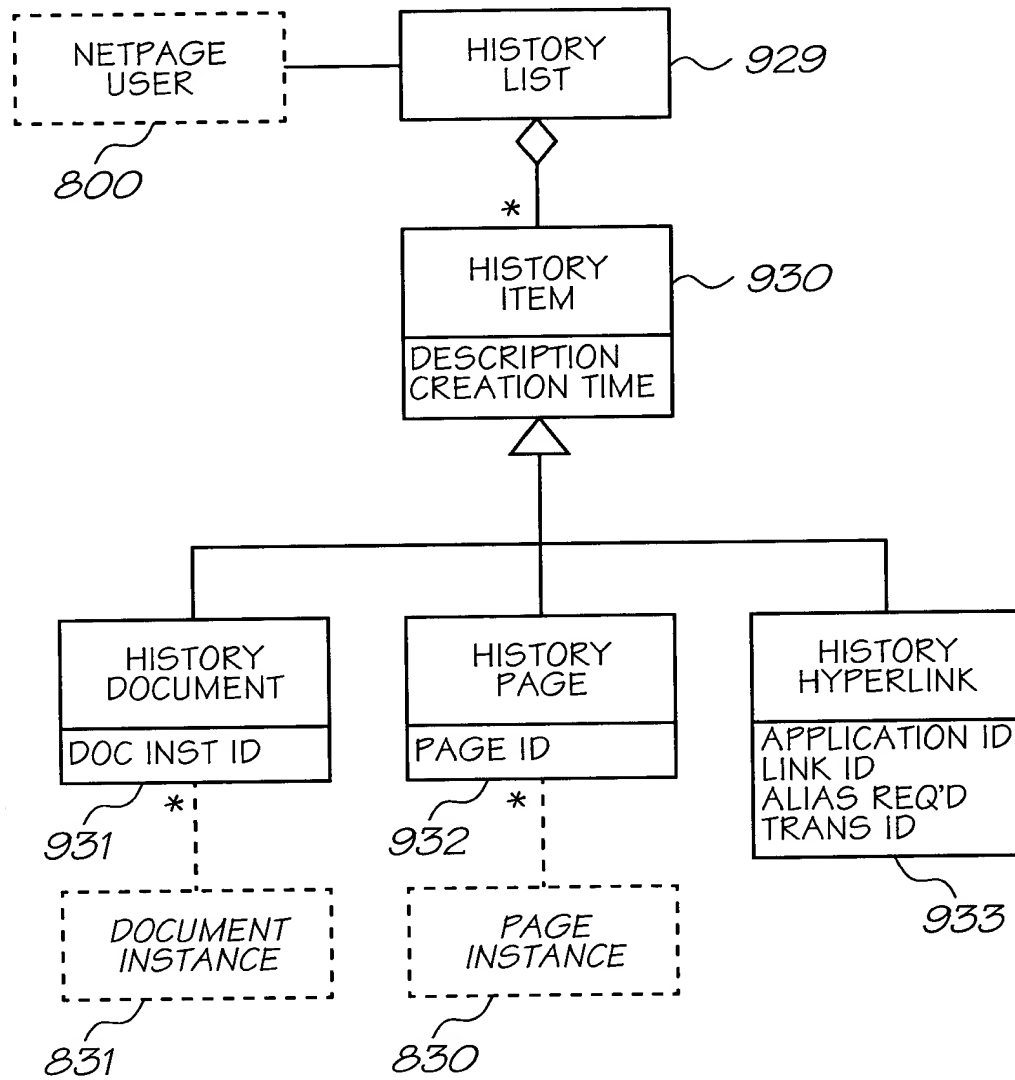 NETPAGE
USER
800
HISTORY
LIST
929
*
HISTORY
ITEM
930
DESCRIPTION
CREATION TIME
HISTORY
DOCUMENT
DOC INST ID
931
*
HISTORY
PAGE
PAGE ID
932
*
HISTORY
HYPERLINK
APPLICATION ID
LINK ID
ALIAS REQ'D
TRANS ID
933
DOCUMENT
INSTANCE
831
PAGE
INSTANCE
830